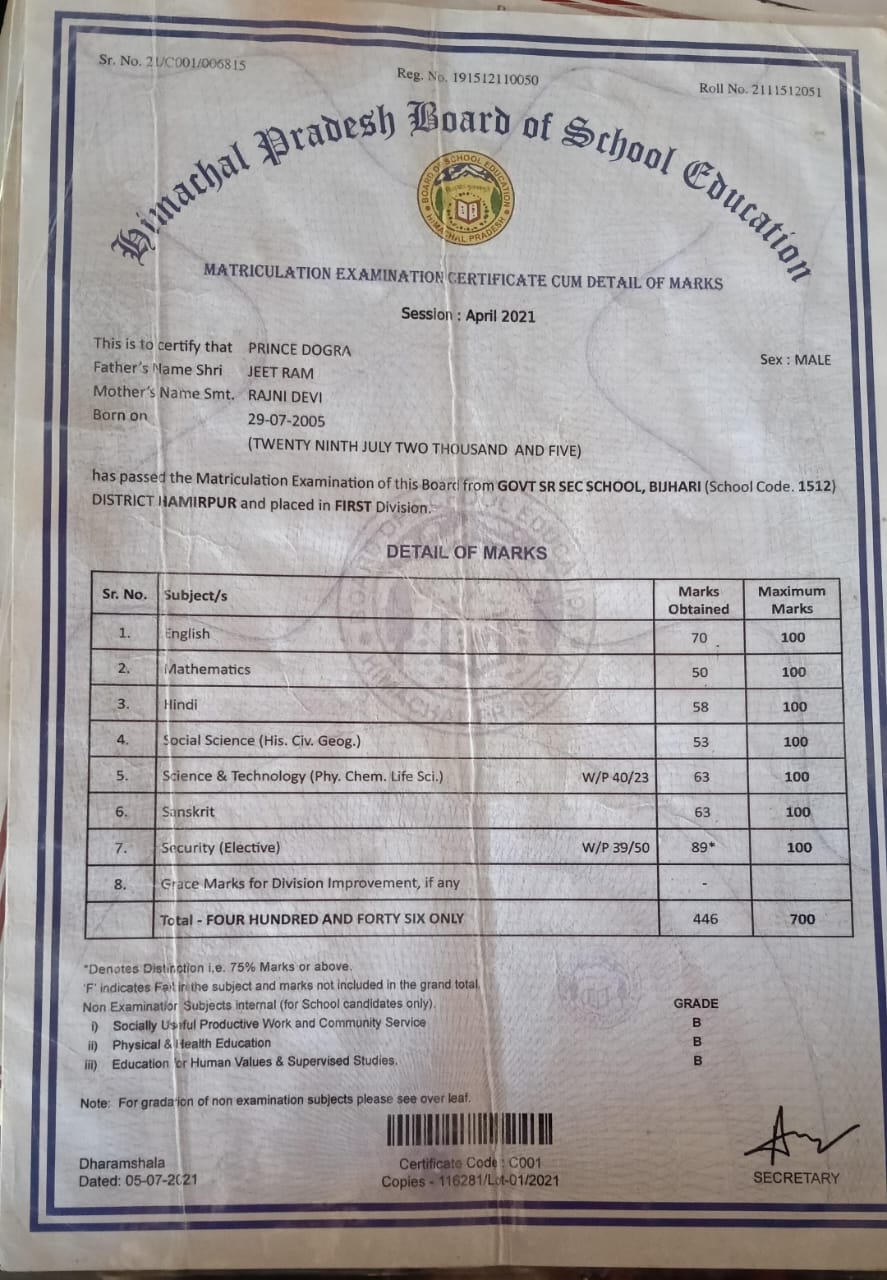 Sr. No. 21/C001/006815
Reg. No. 191512110050
Roll No. 2111512051
Himachal Pradesh Board of School Education
BOARD OF SCHOOL EDUCATION
HIMACHAL PRADESH
MATRICULATION EXAMINATION CERTIFICATE CUM DETAIL OF MARKS
Session : April 2021
This is to certify that PRINCE DOGRA
Sex : MALE
Father's Name Shri JEET RAM
Mother's Name Smt. RAJNI DEVI
Born on 29-07-2005
(TWENTY NINTH JULY TWO THOUSAND AND FIVE)
has passed the Matriculation Examination of this Board from GOVT SR SEC SCHOOL, BIJHARI (School Code. 1512)
DISTRICT HAMIRPUR and placed in FIRST Division.
DETAIL OF MARKS
Sr. No. Subject/s Marks Obtained Maximum Marks
1. English 70 100
2. Mathematics 50 100
3. Hindi 58 100
4. Social Science (His. Civ. Geog.) 53 100
5. Science & Technology (Phy. Chem. Life Sci.) W/P 40/23 63 100
6. Sanskrit 63 100
7. Security (Elective) W/P 39/50 89* 100
8. Grace Marks for Division Improvement, if any -
Total - FOUR HUNDRED AND FORTY SIX ONLY 446 700
*Denotes Distinction i.e. 75% Marks or above.
'F' indicates Fail in the subject and marks not included in the grand total.
Non Examination Subjects internal (for School candidates only). GRADE
i) Socially Useful Productive Work and Community Service B
ii) Physical & Health Education B
iii) Education for Human Values & Supervised Studies. B
Note: For gradation of non examination subjects please see over leaf.
Dharamshala
Dated: 05-07-2021
Certificate Code : C001
Copies - 116281/Lot-01/2021
SECRETARY